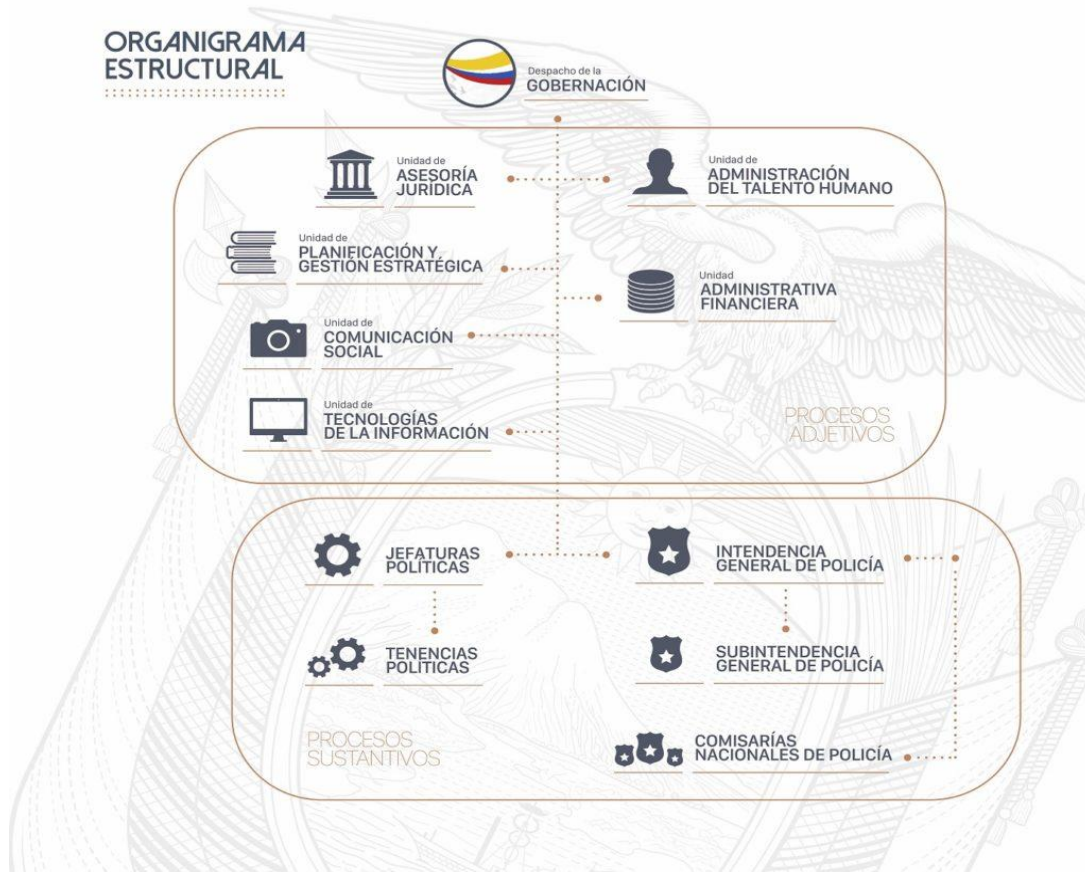 ORGANIGRAMA
ESTRUCTURAL
Despacho de la
GOBERNACIÓN
Unidad de
ASESORÍA
JURÍDICA
Unidad de
ADMINISTRACIÓN
DEL TALENTO HUMANO
Unidad de
PLANIFICACIÓN Y
GESTIÓN ESTRATÉGICA
Unidad
ADMINISTRATIVA
FINANCIERA
Unidad de
COMUNICACIÓN
SOCIAL
Unidad de
TECNOLOGÍAS
DE LA INFORMACIÓN
PROCESOS
ADJETIVOS
JEFATURAS
POLÍTICAS
INTENDENCIA
GENERAL DE POLICÍA
TENENCIAS
POLÍTICAS
SUBINTENDENCIA
GENERAL DE POLICÍA
PROCESOS
SUSTANTIVOS
COMISARÍAS
NACIONALES DE POLICÍA